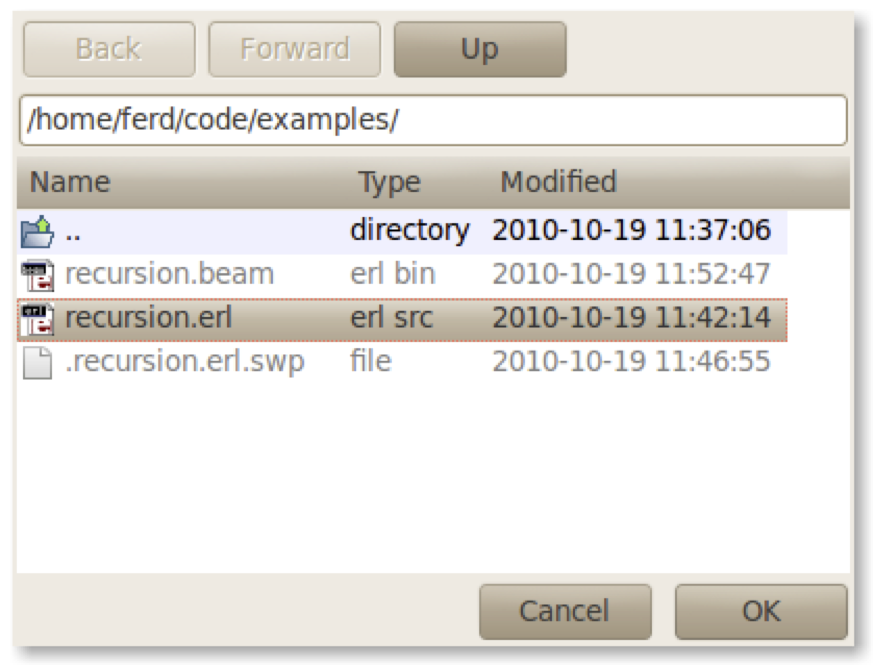 Back Forward Up
/home/ferd/code/examples/
Name Type Modified
.. directory 2010-10-19 11:37:06
recursion.beam erl bin 2010-10-19 11:52:47
recursion.erl erl src 2010-10-19 11:42:14
.recursion.erl.swp file 2010-10-19 11:46:55
Cancel OK